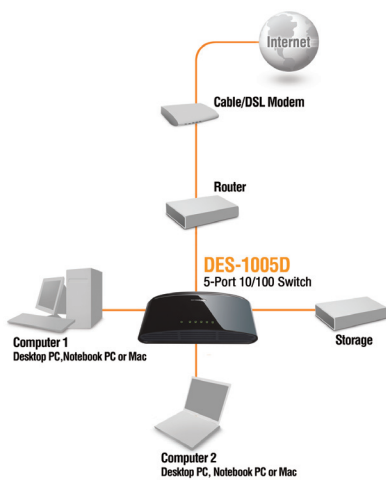 Internet
Cable/DSL Modem
Router
DES-1005D
5-Port 10/100 Switch
Computer 1
Desktop PC,Notebook PC or Mac
Storage
Computer 2
Desktop PC, Notebook PC or Mac